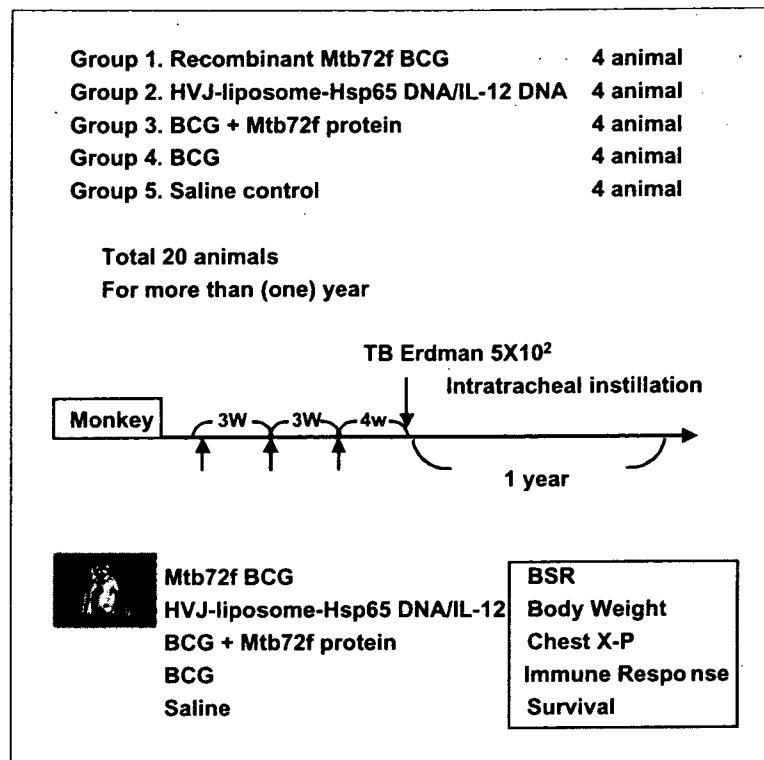 Group 1. Recombinant Mtb72f BCG 4 animal
Group 2. HVJ-liposome-Hsp65 DNA/IL-12 DNA 4 animal
Group 3. BCG + Mtb72f protein 4 animal
Group 4. BCG 4 animal
Group 5. Saline control 4 animal
Total 20 animals
For more than (one) year
TB Erdman 5X10²
Intratracheal instillation
Monkey 3W 3W 4w
1 year
Mtb72f BCG
HVJ-liposome-Hsp65 DNA/IL-12
BCG + Mtb72f protein
BCG
Saline
BSR
Body Weight
Chest X-P
Immune Response
Survival